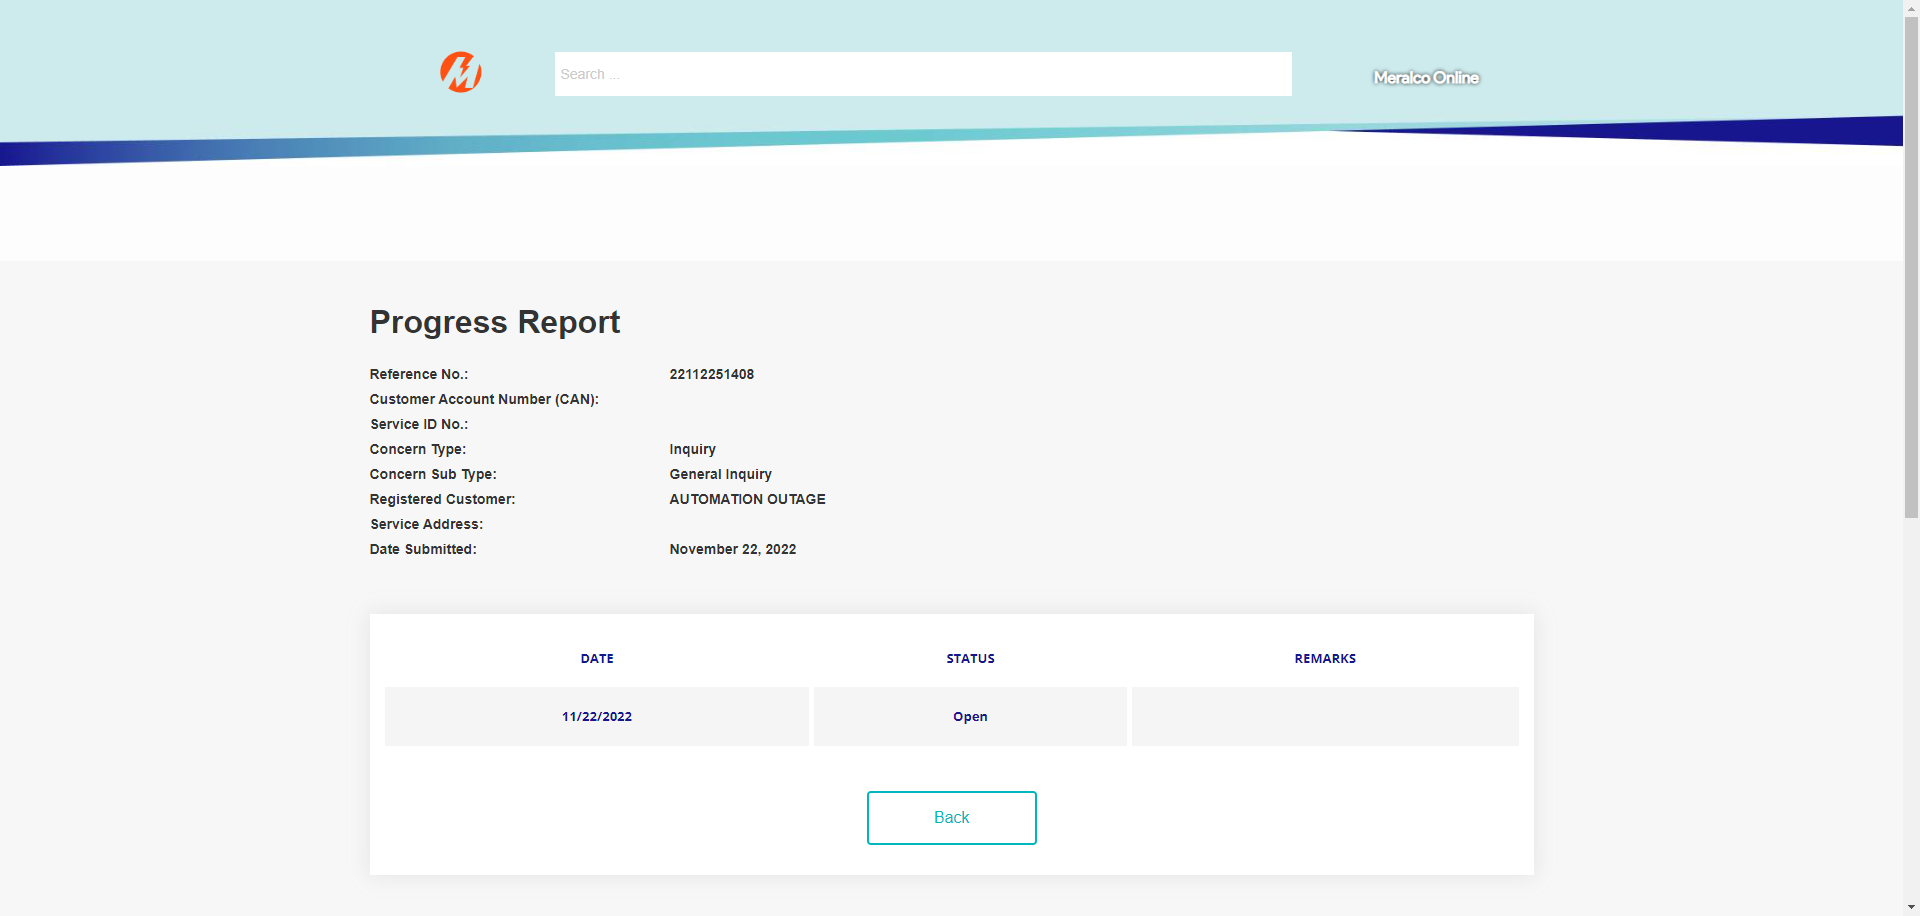 Search ...
Meralco Online
Progress Report
Reference No.: 22112251408
Customer Account Number (CAN):
Service ID No.:
Concern Type: Inquiry
Concern Sub Type: General Inquiry
Registered Customer: AUTOMATION OUTAGE
Service Address:
Date Submitted: November 22, 2022
DATE STATUS REMARKS
11/22/2022 Open
Back